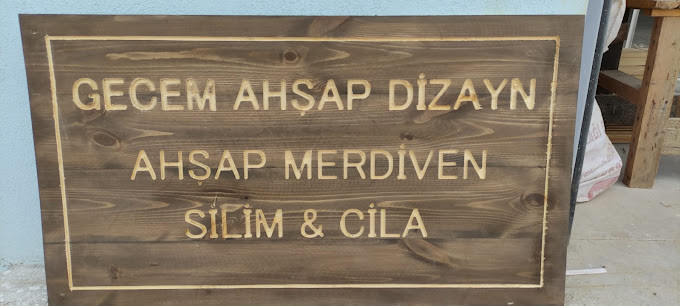 GECEM AHŞAP DİZAYN
AHŞAP MERDİVEN
SİLİM & CİLA